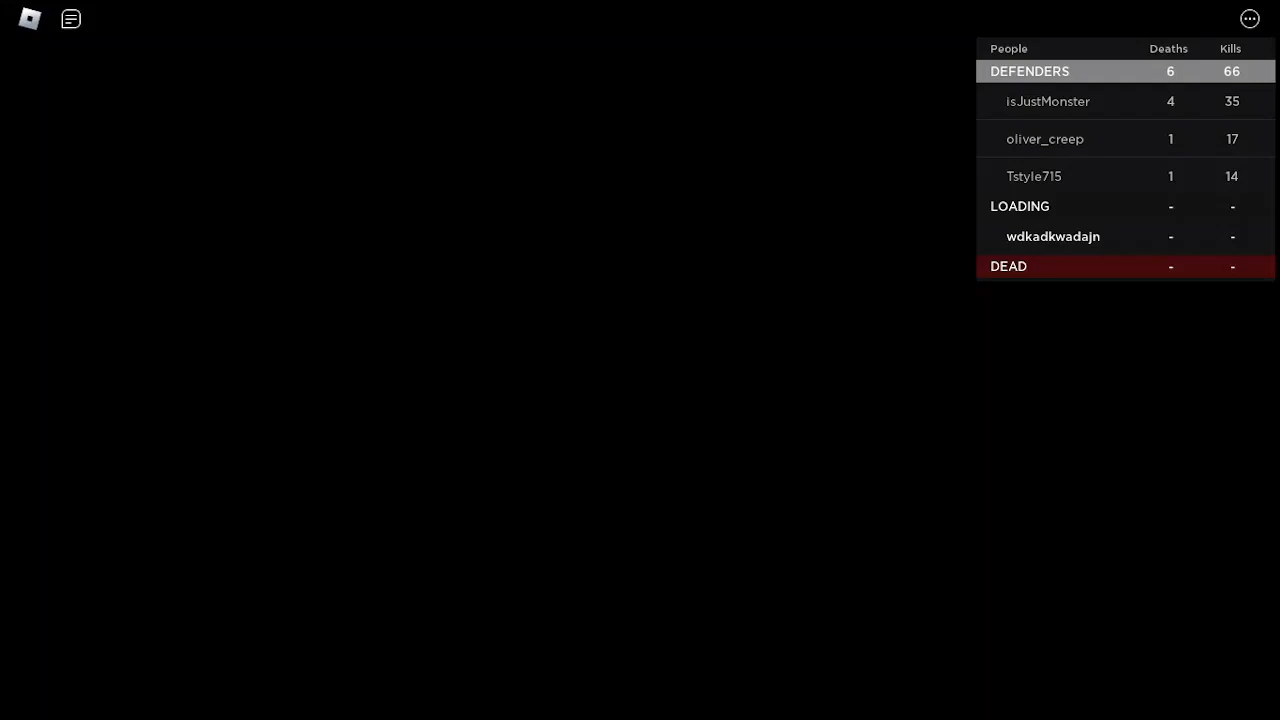 People Deaths Kills
DEFENDERS 6 66
isJustMonster 4 35
oliver_creep 1 17
Tstyle715 1 14
LOADING - -
wdkadkwadajn - -
DEAD - -